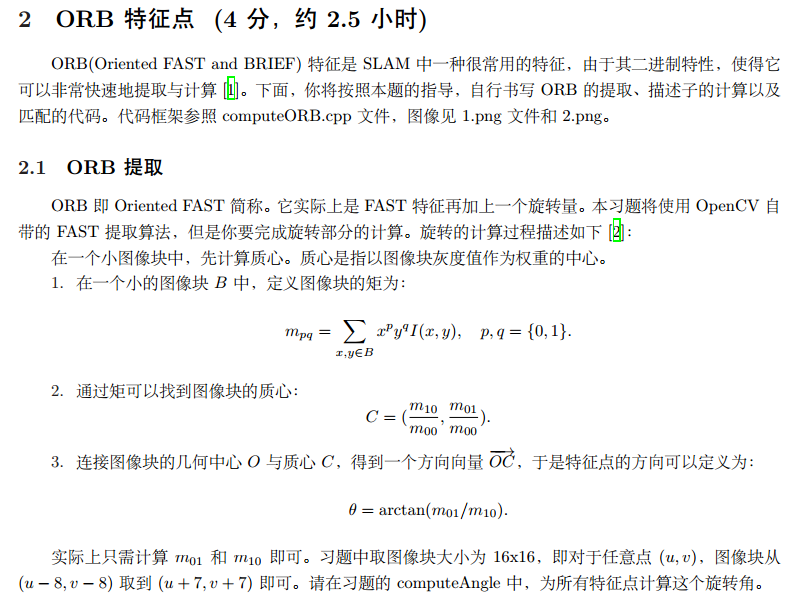 2 ORB 特征点 (4 分，约 2.5 小时)
ORB(Oriented FAST and BRIEF) 特征是 SLAM 中一种很常用的特征，由于其二进制特性，使得它
可以非常快速地提取与计算 [1]。下面，你将按照本题的指导，自行书写 ORB 的提取、描述子的计算以及
匹配的代码。代码框架参照 computeORB.cpp 文件，图像见 1.png 文件和 2.png。
2.1 ORB 提取
ORB 即 Oriented FAST 简称。它实际上是 FAST 特征再加上一个旋转量。本习题将使用 OpenCV 自
带的 FAST 提取算法，但是你要完成旋转部分的计算。旋转的计算过程描述如下 [2]：
在一个小图像块中，先计算质心。质心是指以图像块灰度值作为权重的中心。
1. 在一个小的图像块 B 中，定义图像块的矩为：
m_{pq} = \sum_{x,y∈B} x^p y^q I(x, y), p, q = {0, 1}.
2. 通过矩可以找到图像块的质心：
C = (\frac{m_{10}}{m_{00}}, \frac{m_{01}}{m_{00}}).
3. 连接图像块的几何中心 O 与质心 C，得到一个方向向量 \overrightarrow{OC}，于是特征点的方向可以定义为：
θ = arctan(m_{01}/m_{10}).
实际上只需计算 m_{01} 和 m_{10} 即可。习题中取图像块大小为 16x16，即对于任意点 (u, v)，图像块从
(u − 8, v − 8) 取到 (u + 7, v + 7) 即可。请在习题的 computeAngle 中，为所有特征点计算这个旋转角。